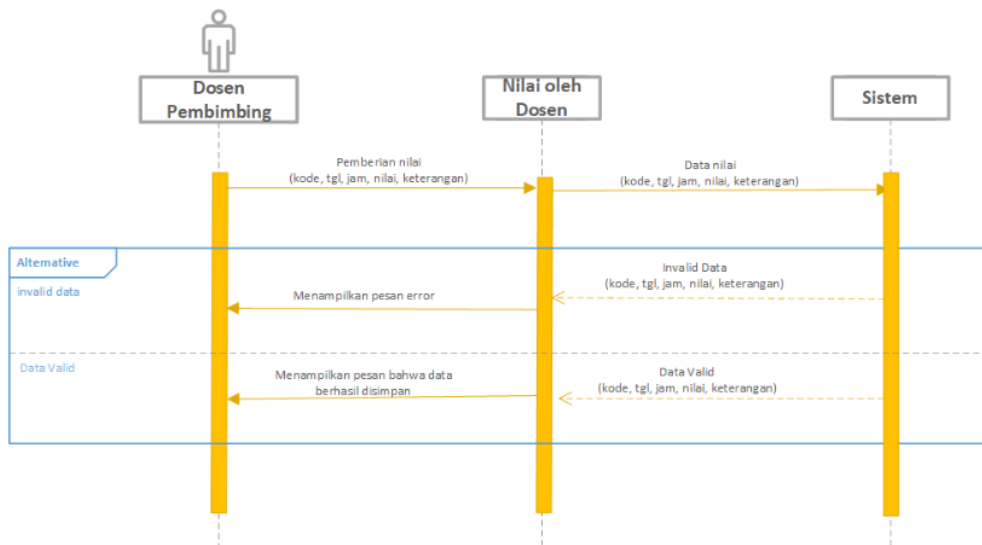 Dosen
Pembimbing
Nilai oleh
Dosen
Sistem
Pemberian nilai
(kode, tgl, jam, nilai, keterangan)
Data nilai
(kode, tgl, jam, nilai, keterangan)
Alternative
invalid data
Invalid Data
(kode, tgl, jam, nilai, keterangan)
Menampilkan pesan error
Data Valid
Menampilkan pesan bahwa data
berhasil disimpan
Data Valid
(kode, tgl, jam, nilai, keterangan)